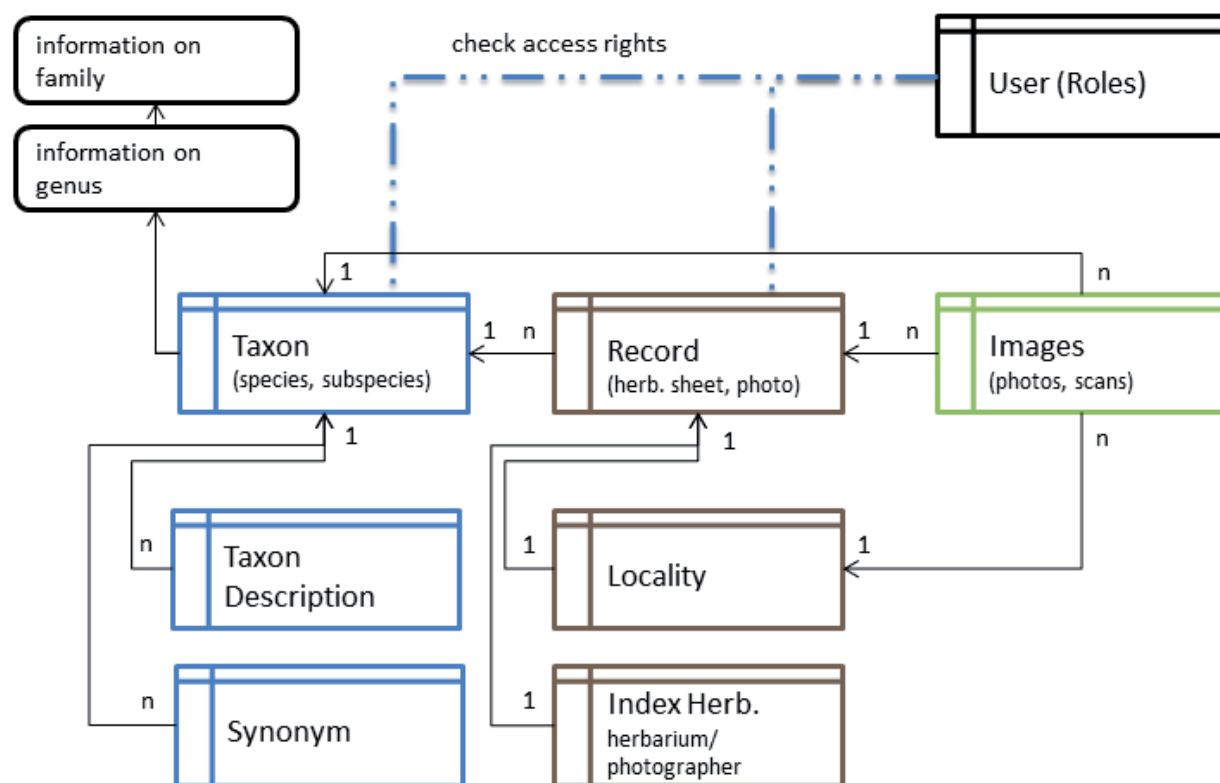 information on
family
check access rights
User (Roles)
information on
genus
1
n
Taxon
(species, subspecies)
1
n
Record
(herb. sheet, photo)
1
n
Images
(photos, scans)
1
1
n
n
Taxon
Description
1
Locality
1
n
Synonym
1
Index Herb.
herbarium/
photographer